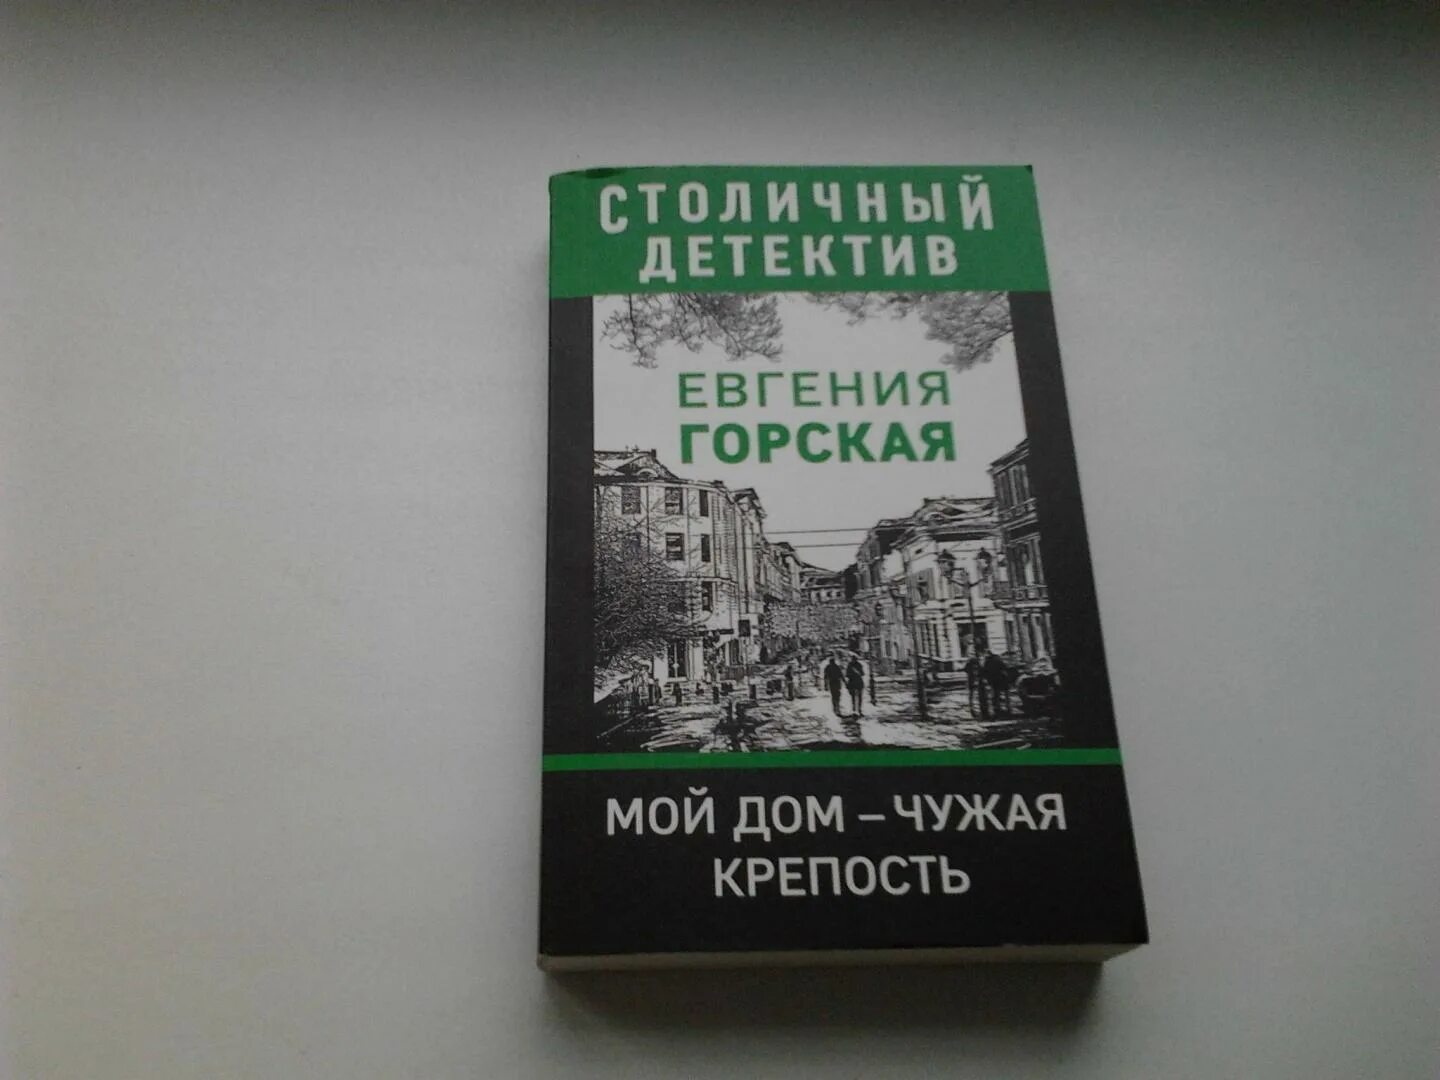 СТОЛИЧНЫЙ
ДЕТЕКТИВ
ЕВГЕНИЯ
ГОРСКАЯ
МОЙ ДОМ – ЧУЖАЯ
КРЕПОСТЬ